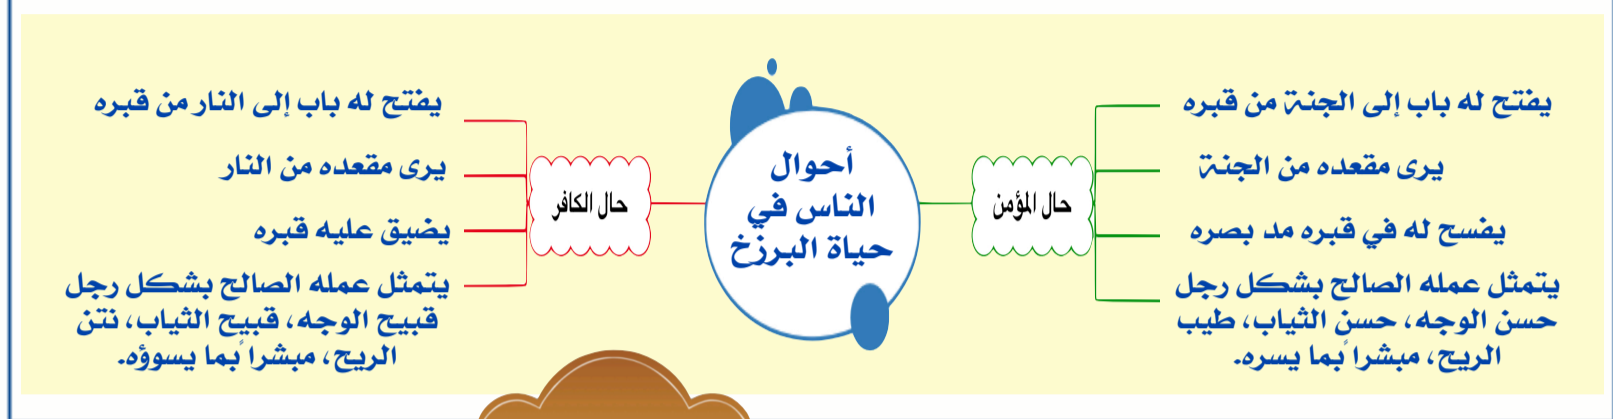 أحوال
الناس في
حياة البرزخ
حال المؤمن
يفتح له باب إلى الجنة من قبره
يرى مقعده من الجنة
يفسح له في قبره مد بصره
يتمثل عمله الصالح بشكل رجل
حسن الوجه، حسن الثياب، طيب
الريح، مبشراً بما يسره.
حال الكافر
يفتح له باب إلى النار من قبره
يرى مقعده من النار
يضيق عليه قبره
يتمثل عمله الصالح بشكل رجل
قبيح الوجه، قبيح الثياب، نتن
الريح، مبشراً بما يسوؤه.